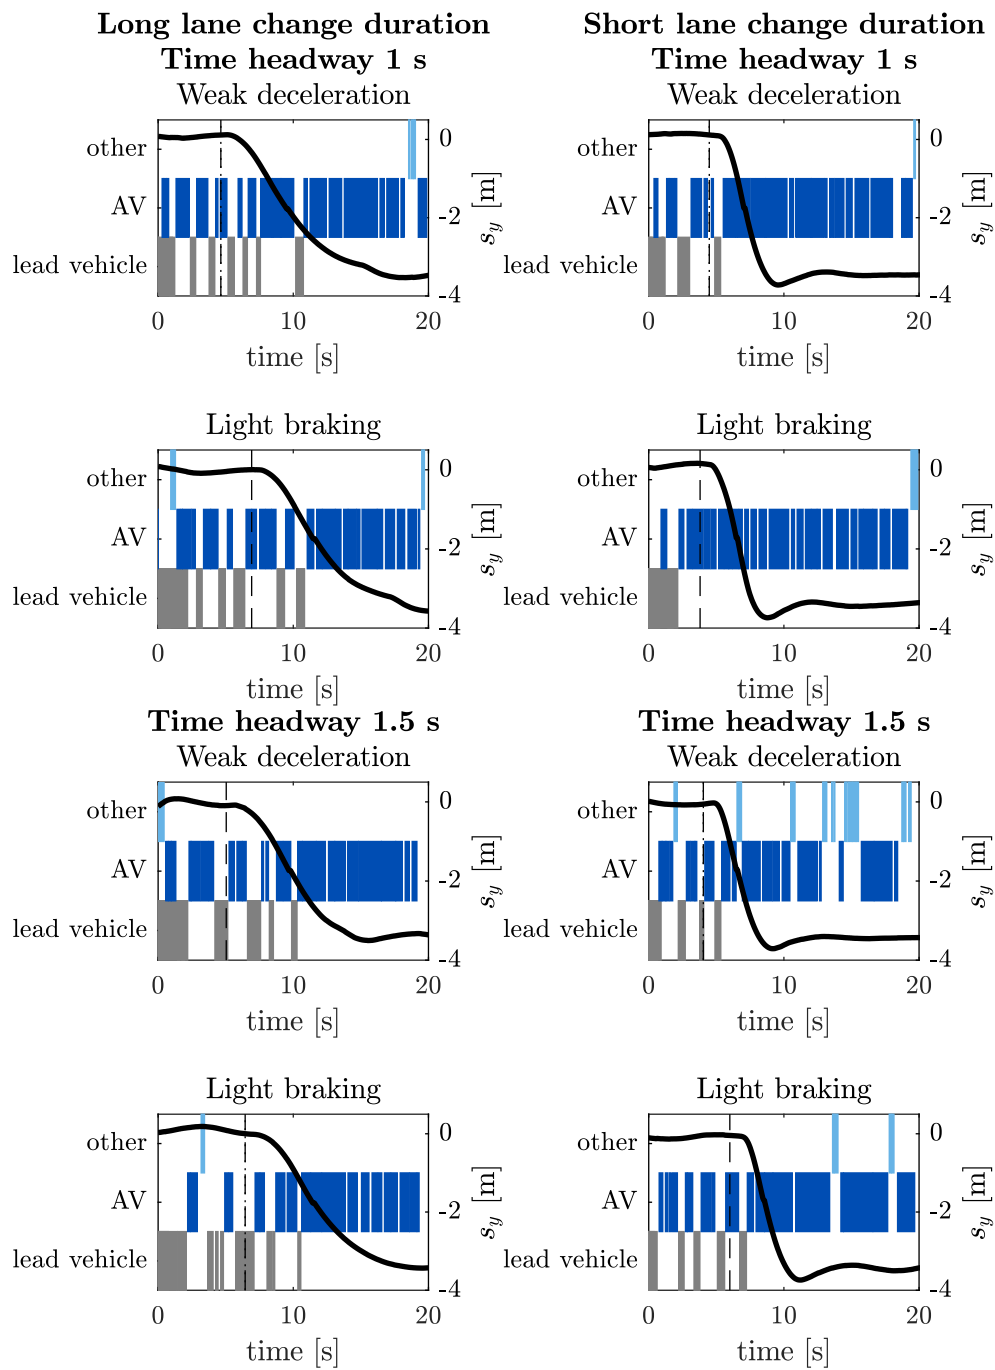 Long lane change duration
Time headway 1 s
Weak deceleration
other
AV
lead vehicle
0
-2
-4
s_y [m]
0 10 20
time [s]
Short lane change duration
Time headway 1 s
Weak deceleration
other
AV
lead vehicle
0
-2
-4
s_y [m]
0 10 20
time [s]
Light braking
other
AV
lead vehicle
0
-2
-4
s_y [m]
0 10 20
time [s]
Light braking
other
AV
lead vehicle
0
-2
-4
s_y [m]
0 10 20
time [s]
Time headway 1.5 s
Weak deceleration
other
AV
lead vehicle
0
-2
-4
s_y [m]
0 10 20
time [s]
Time headway 1.5 s
Weak deceleration
other
AV
lead vehicle
0
-2
-4
s_y [m]
0 10 20
time [s]
Light braking
other
AV
lead vehicle
0
-2
-4
s_y [m]
0 10 20
time [s]
Light braking
other
AV
lead vehicle
0
-2
-4
s_y [m]
0 10 20
time [s]